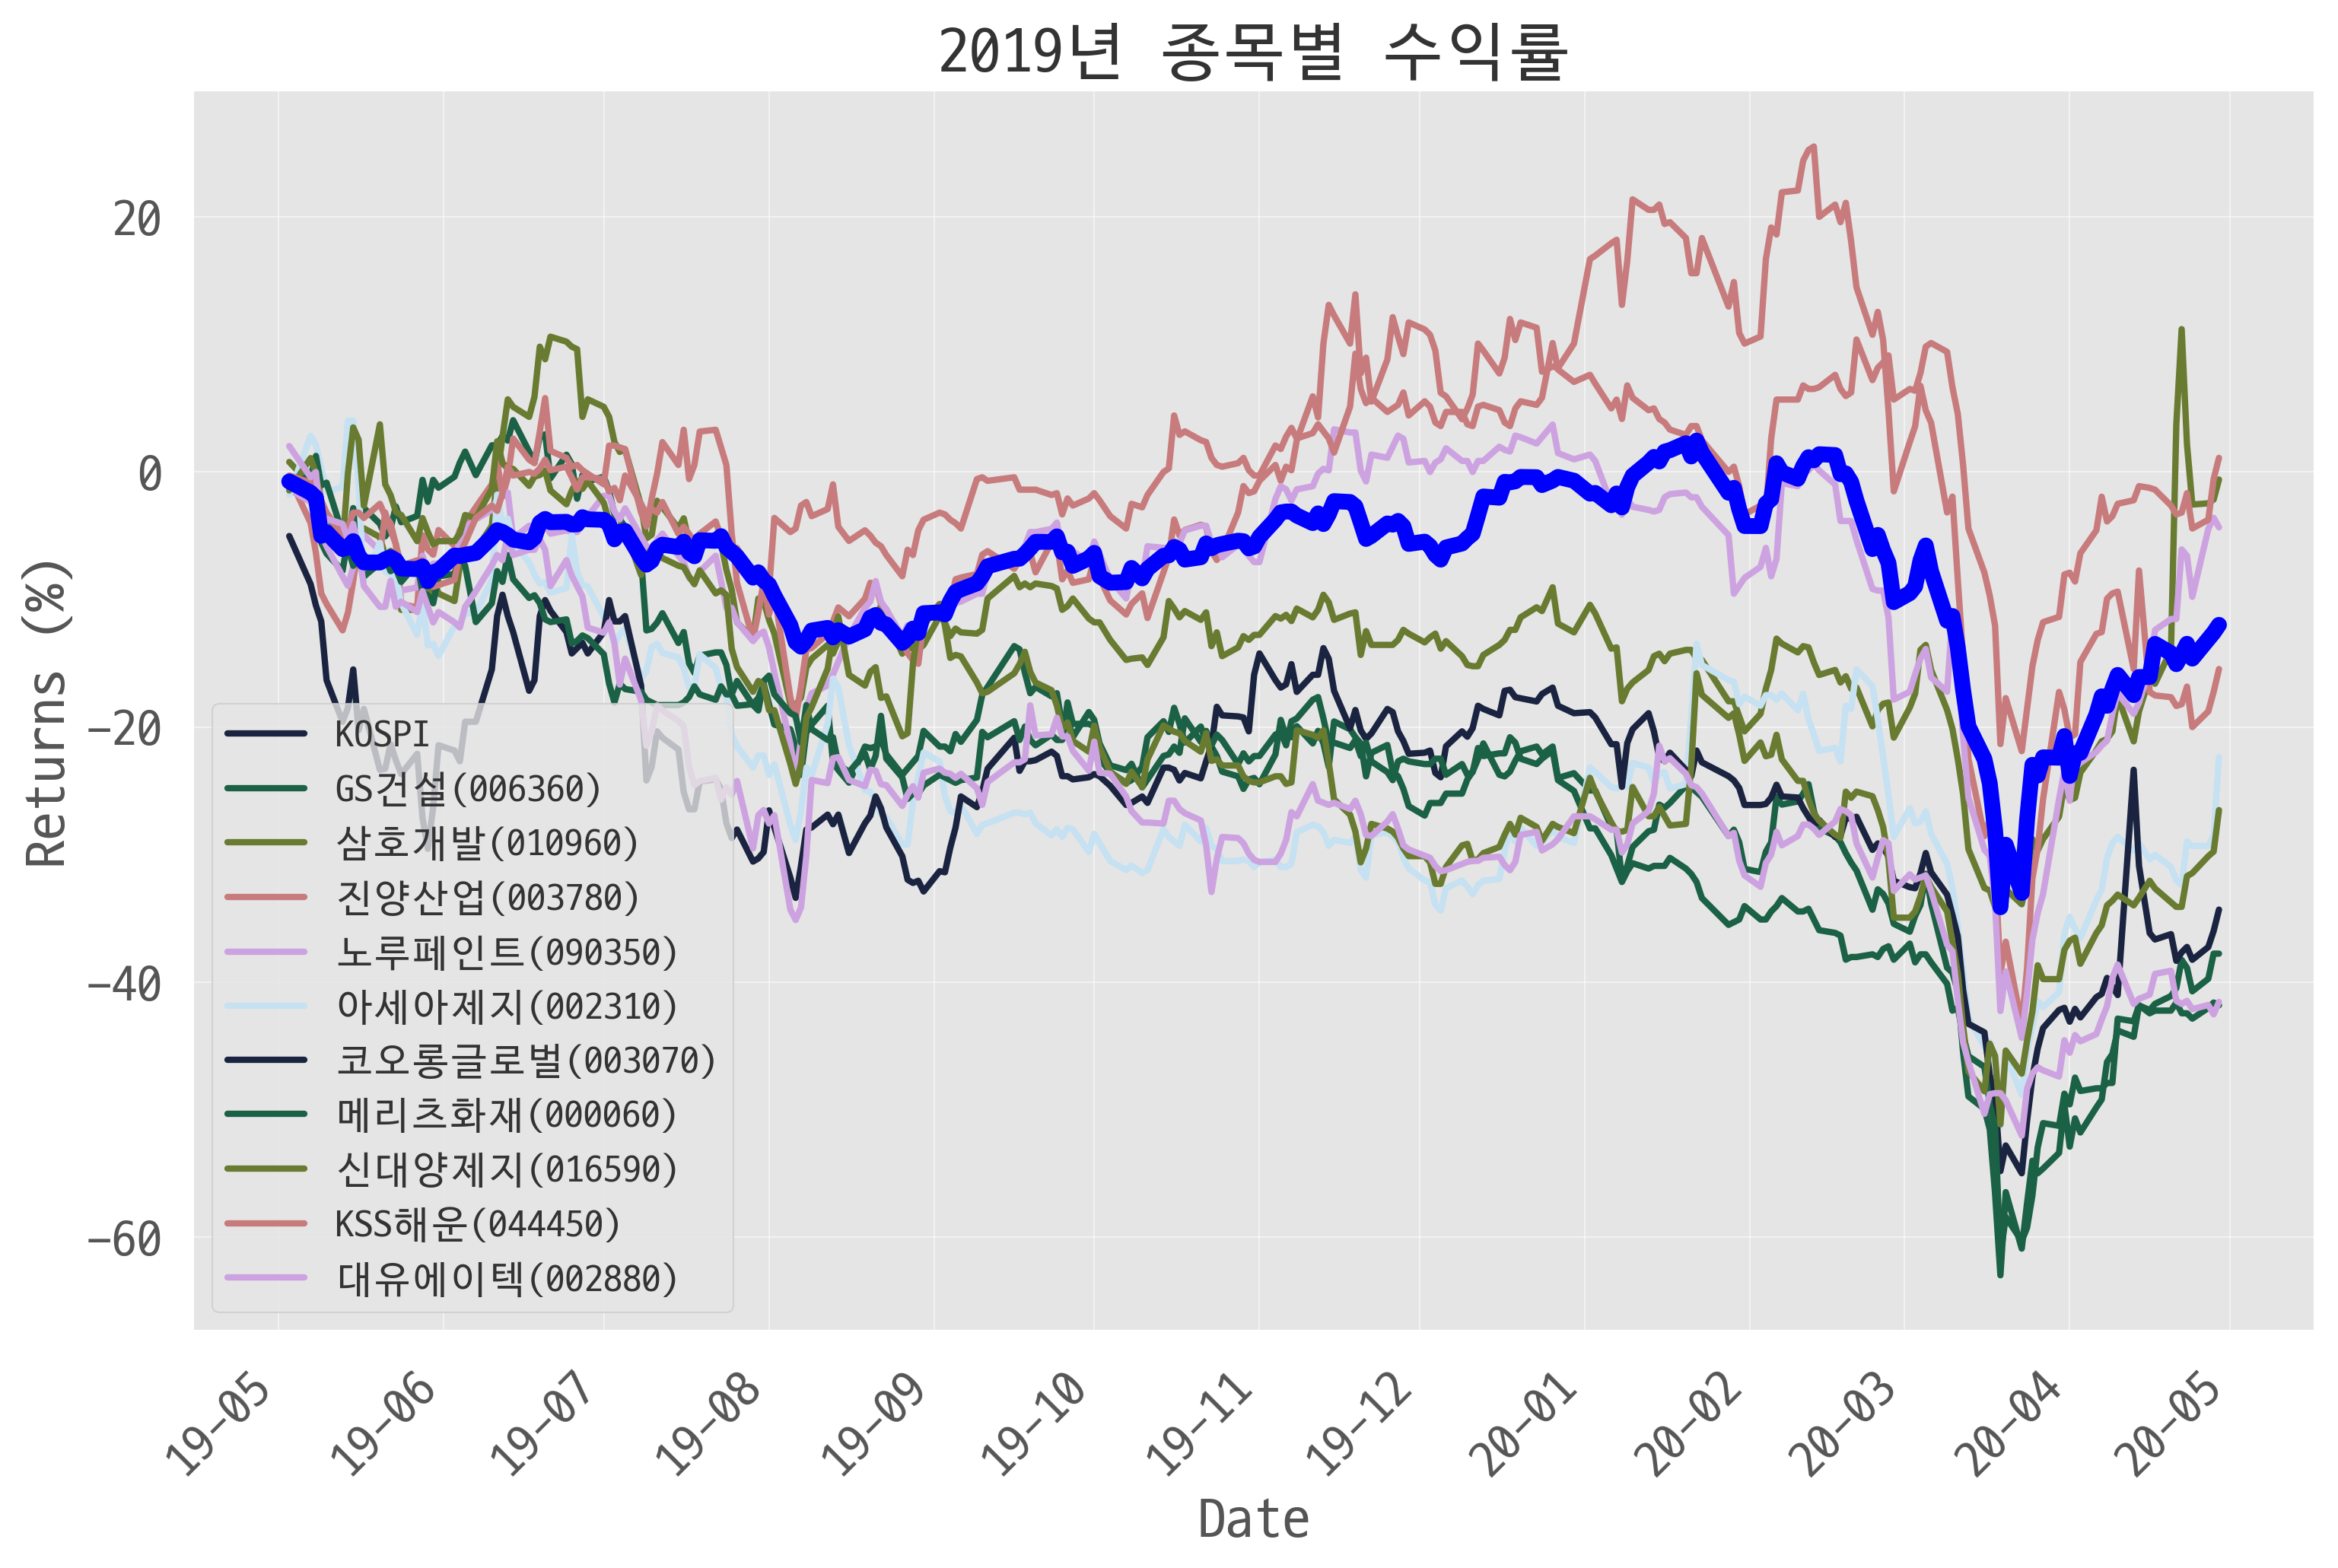 2019년 종목별 수익률
Returns (%)
20
0
−20
−40
−60
KOSPI
GS건설(006360)
삼호개발(010960)
진양산업(003780)
노루페인트(090350)
아세아제지(002310)
코오롱글로벌(003070)
메리츠화재(000060)
신대양제지(016590)
KSS해운(044450)
대유에이텍(002880)
19-05
19-06
19-07
19-08
19-09
19-10
19-11
19-12
20-01
20-02
20-03
20-04
20-05
Date